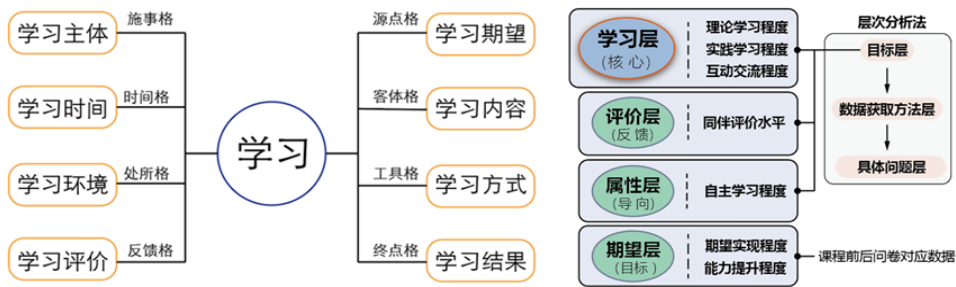 学习主体
施事格
学习时间
时间格
学习环境
处所格
学习评价
反馈格
学习
源点格
学习期望
客体格
学习内容
工具格
学习方式
终点格
学习结果
学习层
(核 心)
理论学习程度
实践学习程度
互动交流程度
评价层
(反 馈)
同伴评价水平
属性层
(导 向)
自主学习程度
期望层
(目标 )
期望实现程度
能力提升程度
层次分析法
目标层
数据获取方法层
具体问题层
课程前后问卷对应数据